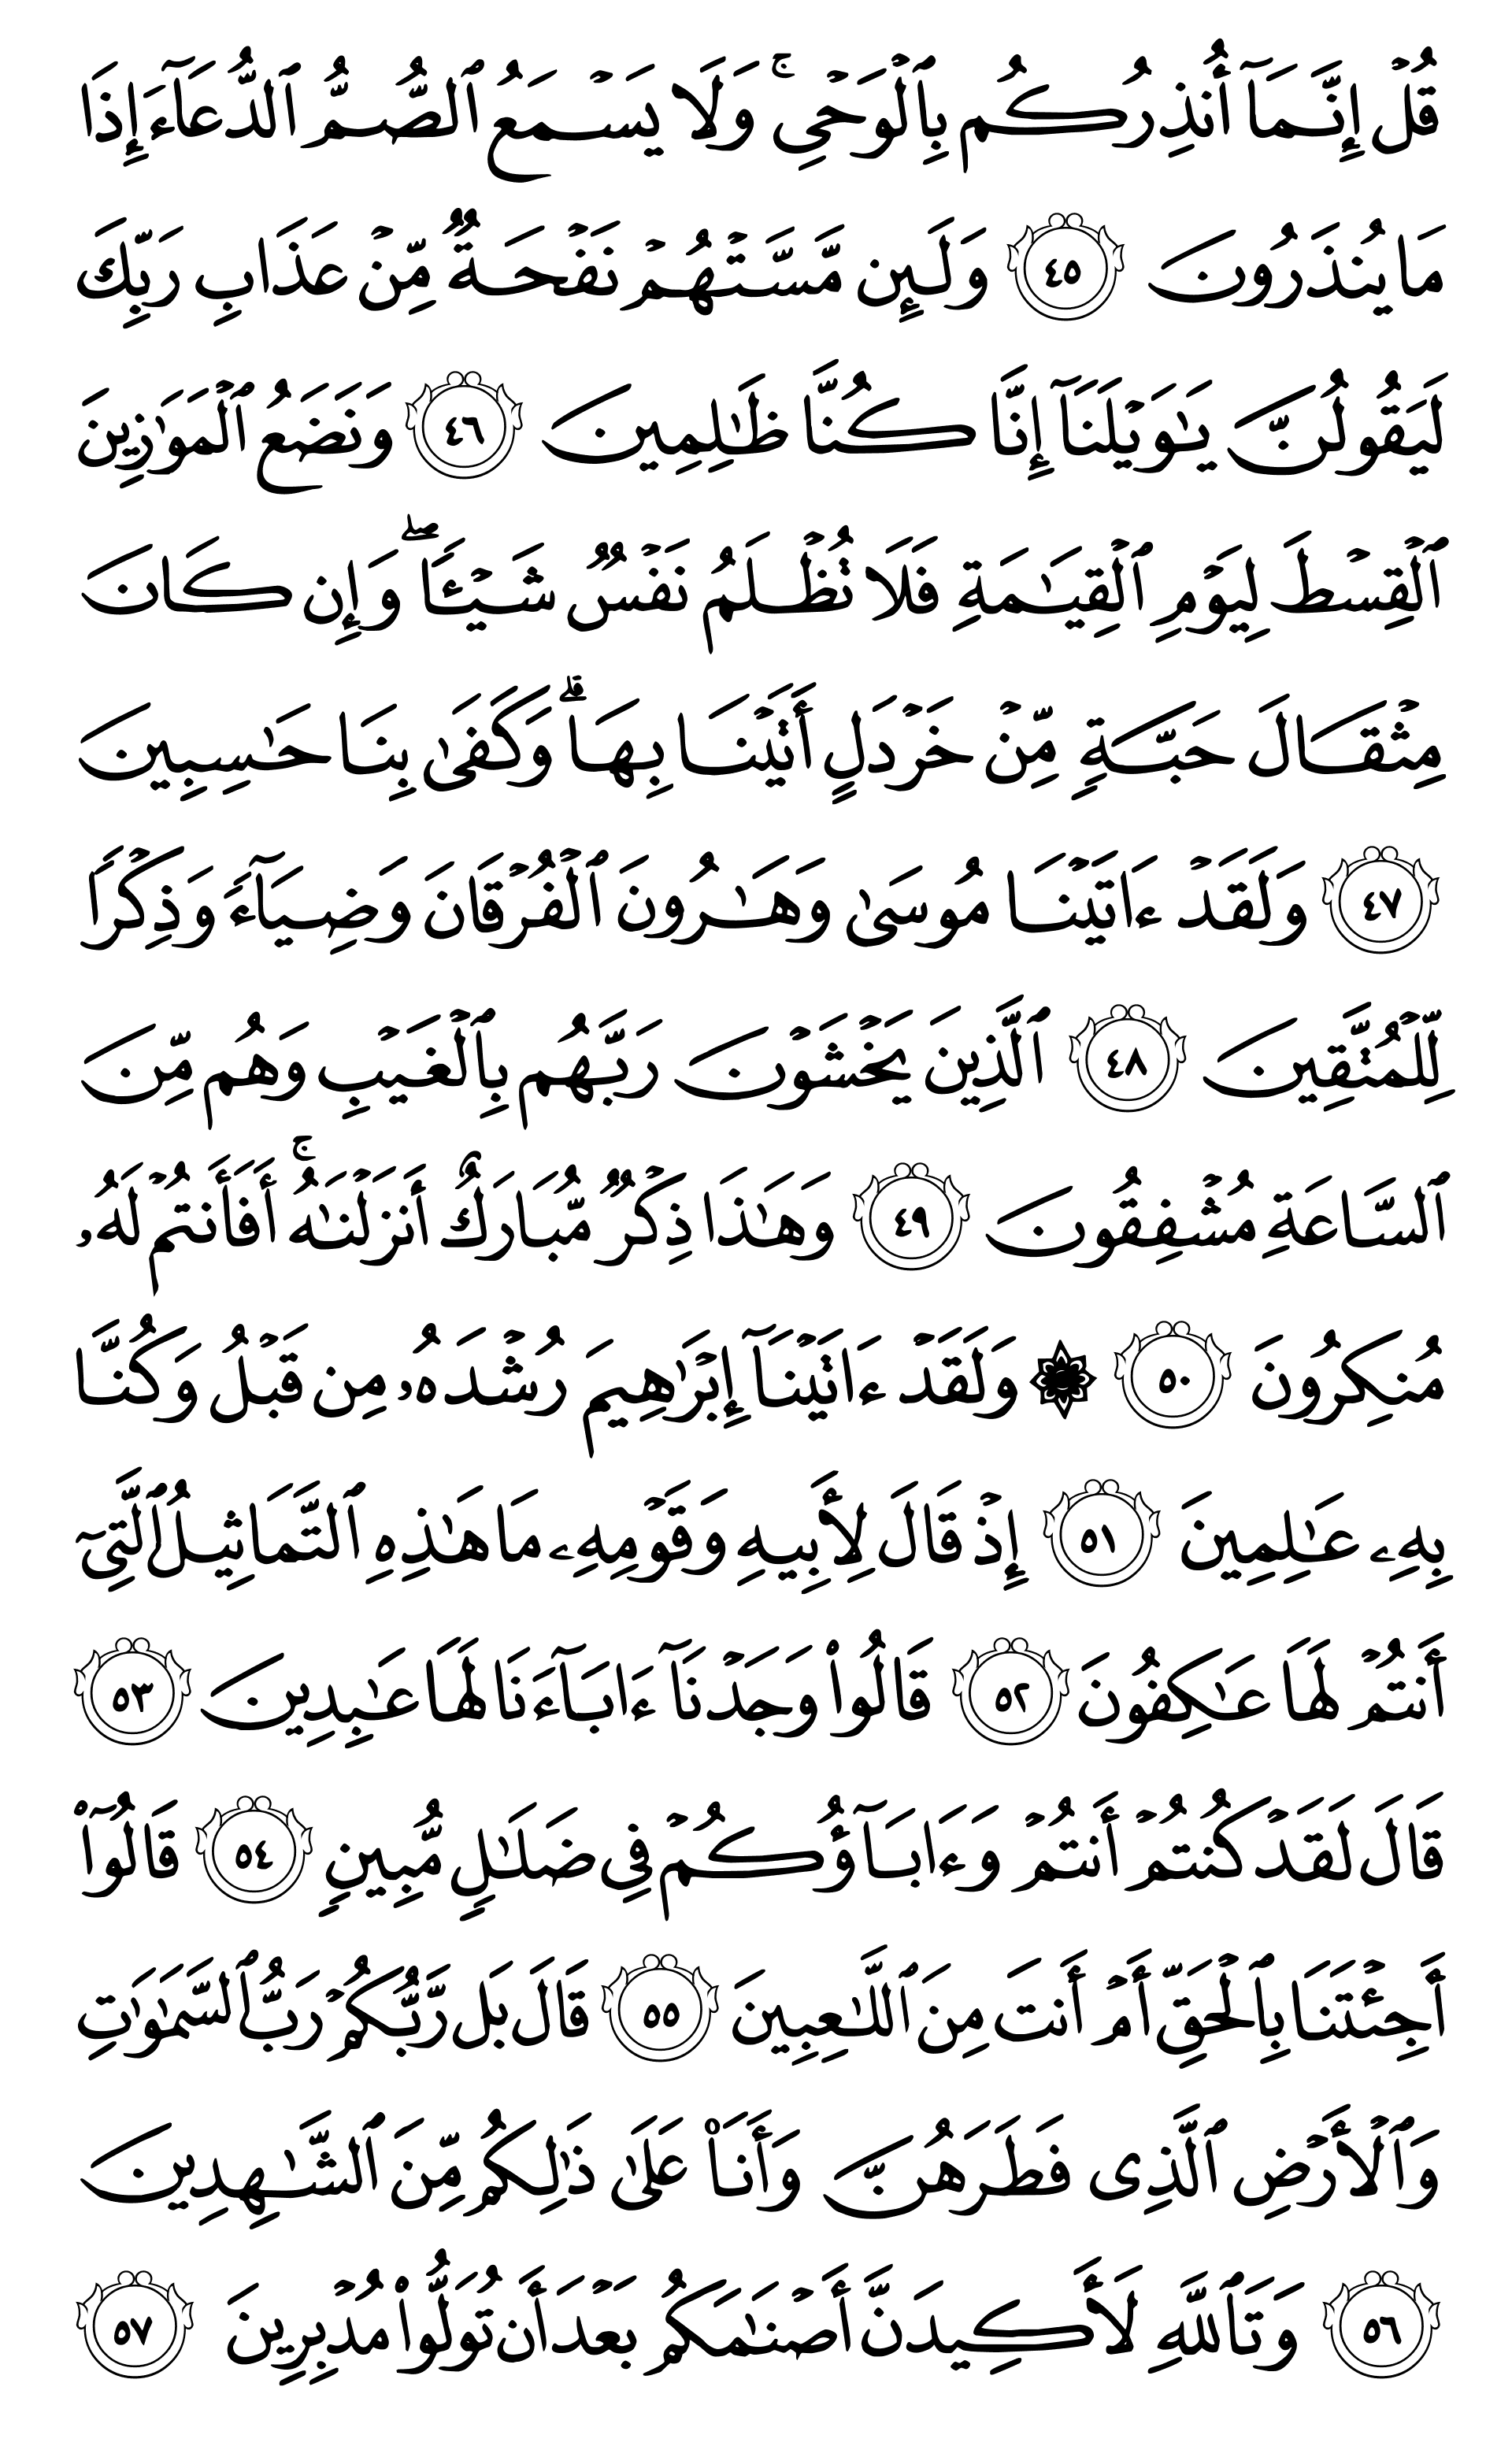 قُلْ إِنَّمَآ أُنذِرُكُم بِٱلْوَحْىِ ۚ وَلَا يَسْمَعُ ٱلصُّمُّ ٱلدُّعَآءَ إِذَا
مَا يُنذَرُونَ ٤٥ وَلَئِن مَّسَّتْهُمْ نَفْحَةٌ مِّنْ عَذَابِ رَبِّكَ
لَيَقُولُنَّ يَٰوَيْلَنَآ إِنَّا كُنَّا ظَٰلِمِينَ ٤٦ وَنَضَعُ ٱلْمَوَٰزِينَ
ٱلْقِسْطَ لِيَوْمِ ٱلْقِيَٰمَةِ فَلَا تُظْلَمُ نَفْسٌ شَيْـًٔا ۖ وَإِن كَانَ
مِثْقَالَ حَبَّةٍ مِّنْ خَرْدَلٍ أَتَيْنَا بِهَا ۗ وَكَفَىٰ بِنَا حَٰسِبِينَ
٤٧ وَلَقَدْ ءَاتَيْنَا مُوسَىٰ وَهَٰرُونَ ٱلْفُرْقَانَ وَضِيَآءً وَذِكْرًا
لِّلْمُتَّقِينَ ٤٨ ٱلَّذِينَ يَخْشَوْنَ رَبَّهُم بِٱلْغَيْبِ وَهُم مِّنَ
ٱلسَّاعَةِ مُشْفِقُونَ ٤٩ وَهَٰذَا ذِكْرٌ مُّبَارَكٌ أَنزَلْنَٰهُ ۚ أَفَأَنتُمْ لَهُۥ
مُنكِرُونَ ٥٠ ۞ وَلَقَدْ ءَاتَيْنَآ إِبْرَٰهِيمَ رُشْدَهُۥ مِن قَبْلُ وَكُنَّا
بِهِۦ عَٰلِمِينَ ٥١ إِذْ قَالَ لِأَبِيهِ وَقَوْمِهِۦ مَا هَٰذِهِ ٱلتَّمَاثِيلُ ٱلَّتِىٓ
أَنتُمْ لَهَا عَٰكِفُونَ ٥٢ قَالُوا۟ وَجَدْنَآ ءَابَآءَنَا لَهَا عَٰبِدِينَ ٥٣
قَالَ لَقَدْ كُنتُمْ أَنتُمْ وَءَابَآؤُكُمْ فِى ضَلَٰلٍ مُّبِينٍ ٥٤ قَالُوٓا۟
أَجِئْتَنَا بِٱلْحَقِّ أَمْ أَنتَ مِنَ ٱللَّٰعِبِينَ ٥٥ قَالَ بَل رَّبُّكُمْ رَبُّ ٱلسَّمَٰوَٰتِ
وَٱلْأَرْضِ ٱلَّذِى فَطَرَهُنَّ وَأَنَا۠ عَلَىٰ ذَٰلِكُم مِّنَ ٱلشَّٰهِدِينَ
٥٦ وَتَٱللَّهِ لَأَكِيدَنَّ أَصْنَٰمَكُم بَعْدَ أَن تُوَلُّوا۟ مُدْبِرِينَ ٥٧